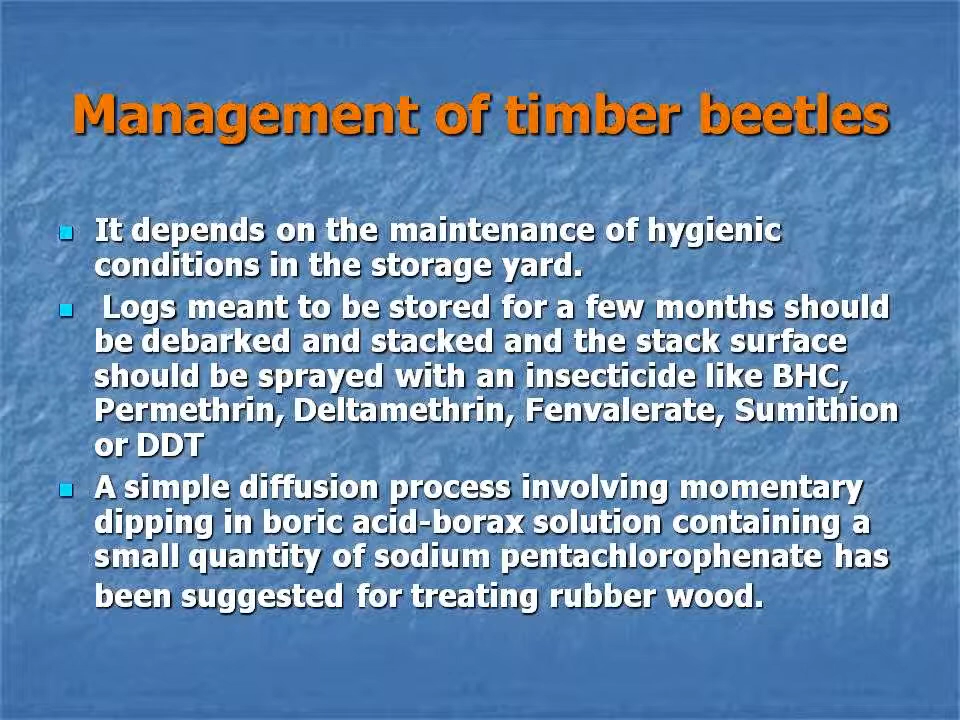 Management of timber beetles
It depends on the maintenance of hygienic
conditions in the storage yard.
Logs meant to be stored for a few months should
be debarked and stacked and the stack surface
should be sprayed with an insecticide like BHC,
Permethrin, Deltamethrin, Fenvalerate, Sumithion
or DDT
A simple diffusion process involving momentary
dipping in boric acid-borax solution containing a
small quantity of sodium pentachlorophenate has
been suggested for treating rubber wood.